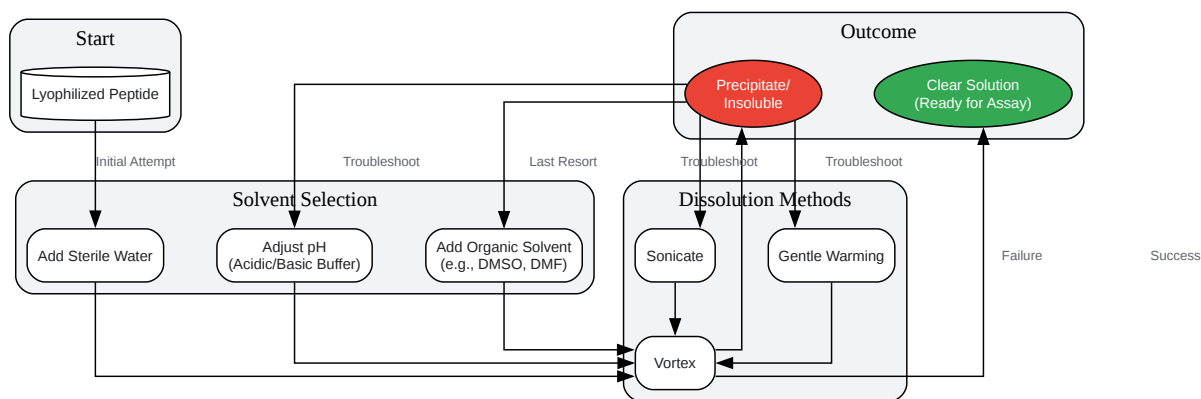 Start
Outcome
Lyophilized Peptide
Precipitate/
Insoluble
Clear Solution
(Ready for Assay)
Initial Attempt
Troubleshoot
Last Resort
Troubleshoot
Troubleshoot
Solvent Selection
Dissolution Methods
Add Sterile Water
Adjust pH
(Acidic/Basic Buffer)
Add Organic Solvent
(e.g., DMSO, DMF)
Sonicate
Gentle Warming
Failure
Success
Vortex